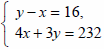 y − x = 16,
4x + 3y = 232